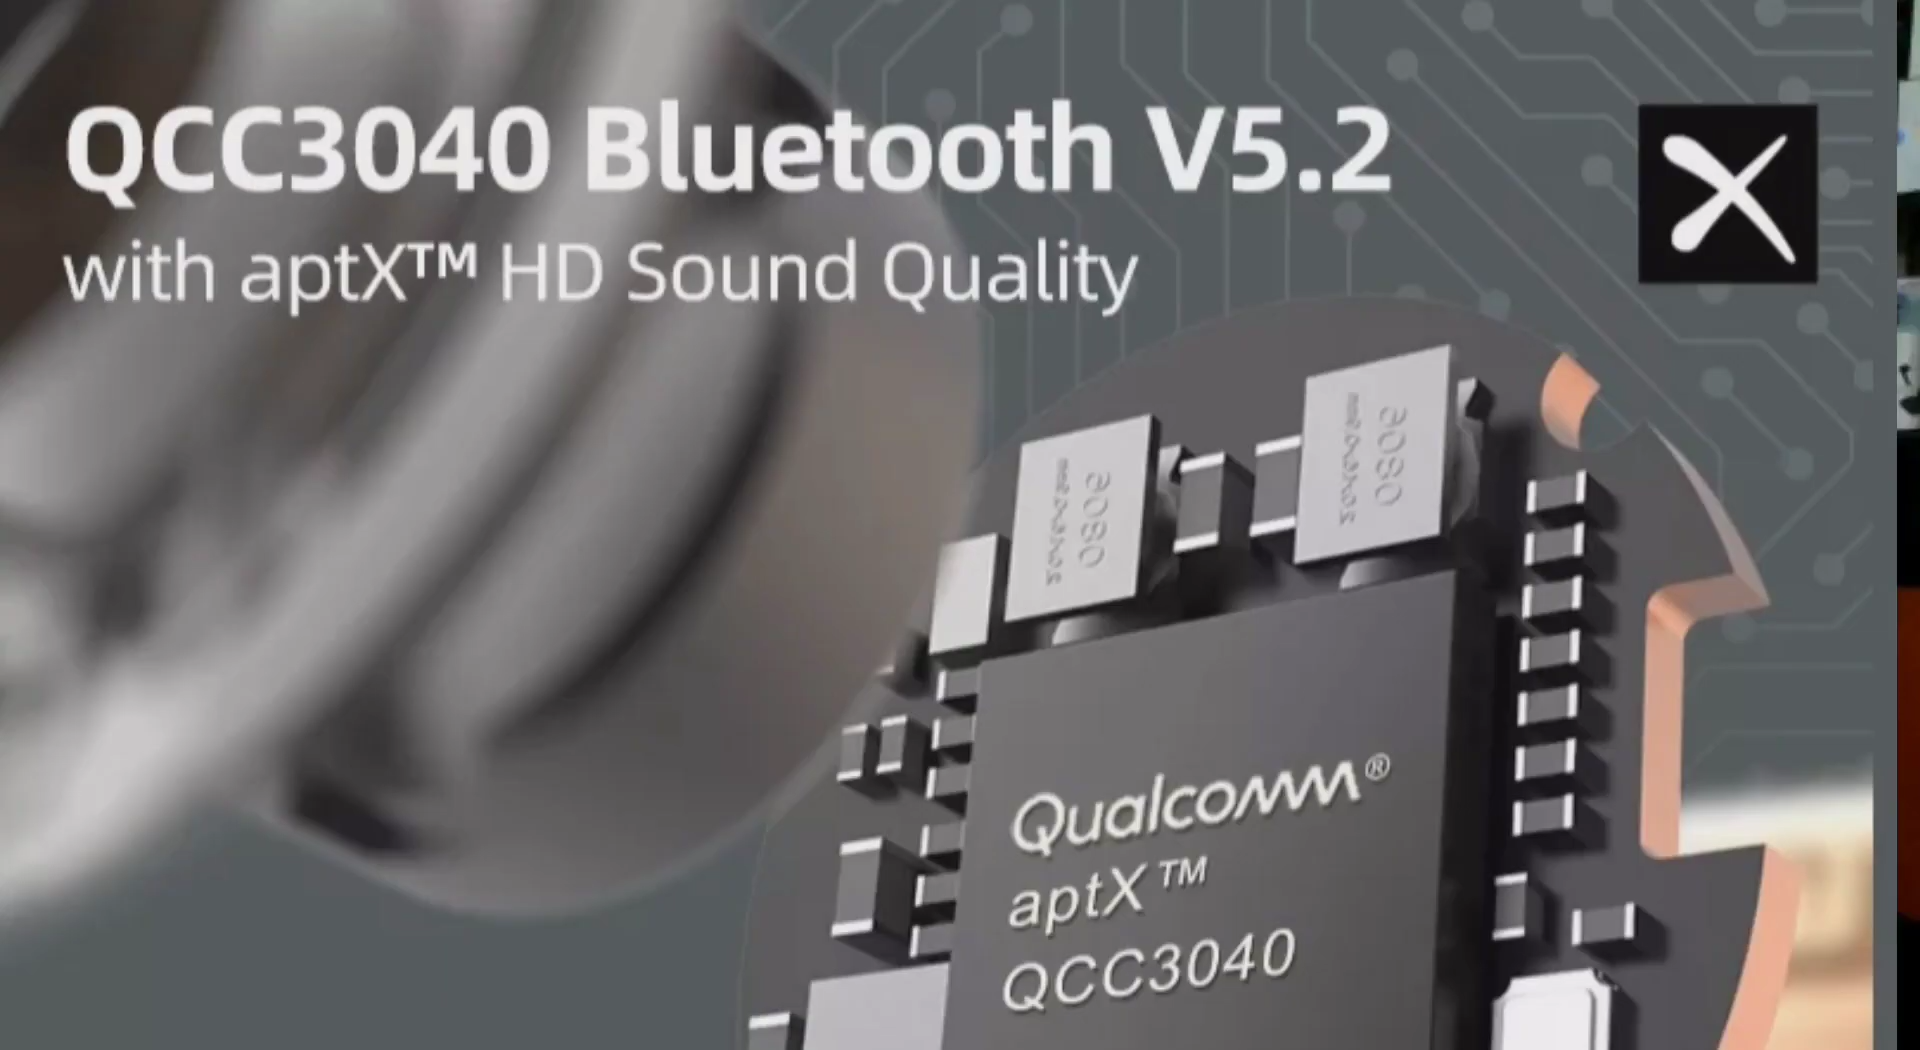 QCC3040 Bluetooth V5.2
with aptX™ HD Sound Quality
Qualcomm®
aptX™
QCC3040